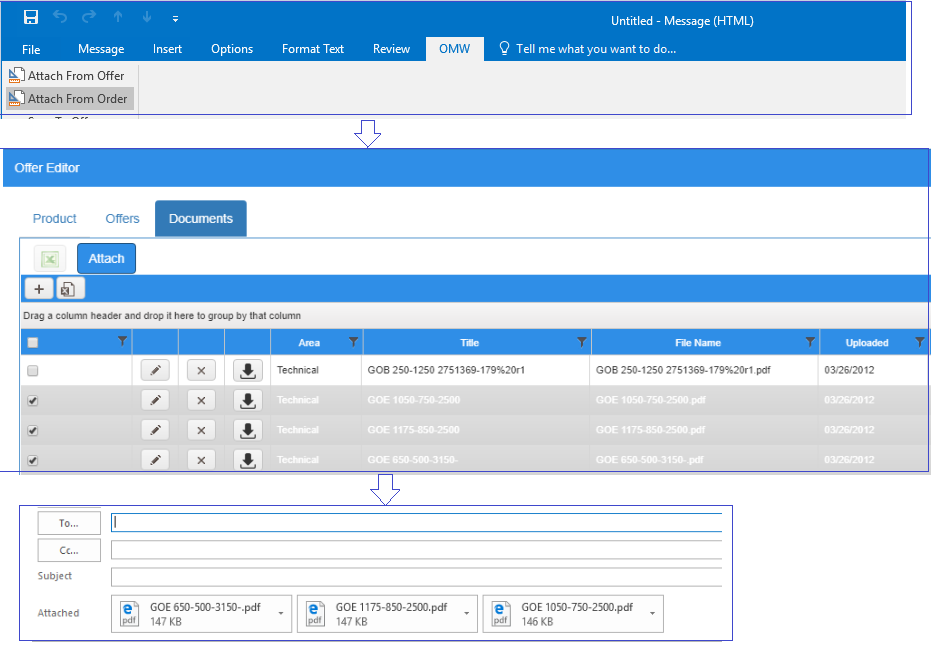 Untitled - Message (HTML)
File Message Insert Options Format Text Review OMW Tell me what you want to do...
Attach From Offer
Attach From Order
Offer Editor
Product Offers Documents
Attach
Drag a column header and drop it here to group by that column
Area Title File Name Uploaded
Technical GOB 250-1250 2751369-179%20r1 GOB 250-1250 2751369-179%20r1.pdf 03/26/2012
Technical GOE 1050-750-2500 GOE 1050-750-2500.pdf 03/26/2012
Technical GOE 1175-850-2500 GOE 1175-850-2500.pdf 03/26/2012
Technical GOE 650-500-3150- GOE 650-500-3150-.pdf 03/26/2012
To...
Cc...
Subject
Attached
pdf GOE 650-500-3150-.pdf
147 KB
pdf GOE 1175-850-2500.pdf
147 KB
pdf GOE 1050-750-2500.pdf
146 KB